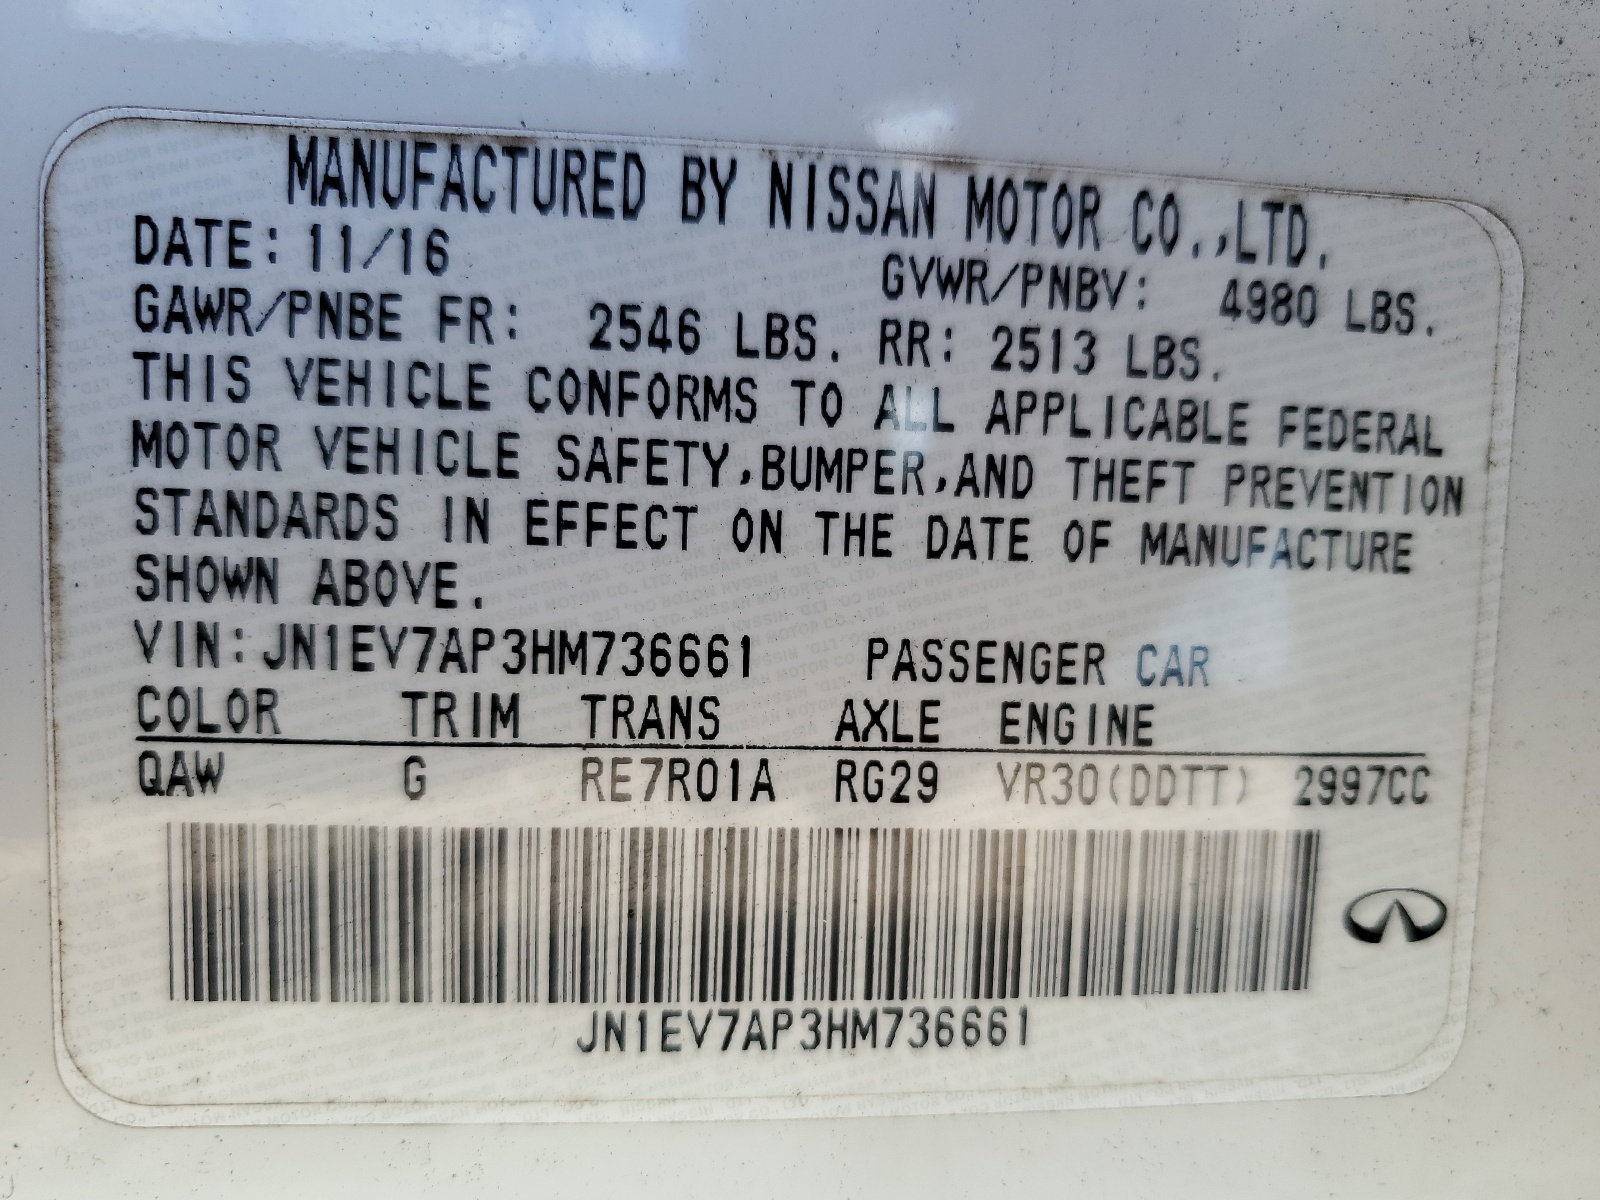 MANUFACTURED BY NISSAN MOTOR CO.,LTD.
DATE: 11/16 GVWR/PNBV: 4980 LBS.
GAWR/PNBE FR: 2546 LBS. RR: 2513 LBS.
THIS VEHICLE CONFORMS TO ALL APPLICABLE FEDERAL
MOTOR VEHICLE SAFETY,BUMPER,AND THEFT PREVENTION
STANDARDS IN EFFECT ON THE DATE OF MANUFACTURE
SHOWN ABOVE.
VIN:JN1EV7AP3HM736661 PASSENGER CAR
COLOR TRIM TRANS AXLE ENGINE
QAW G RE7R01A RG29 VR30(DDTT) 2997CC
JN1EV7AP3HM736661